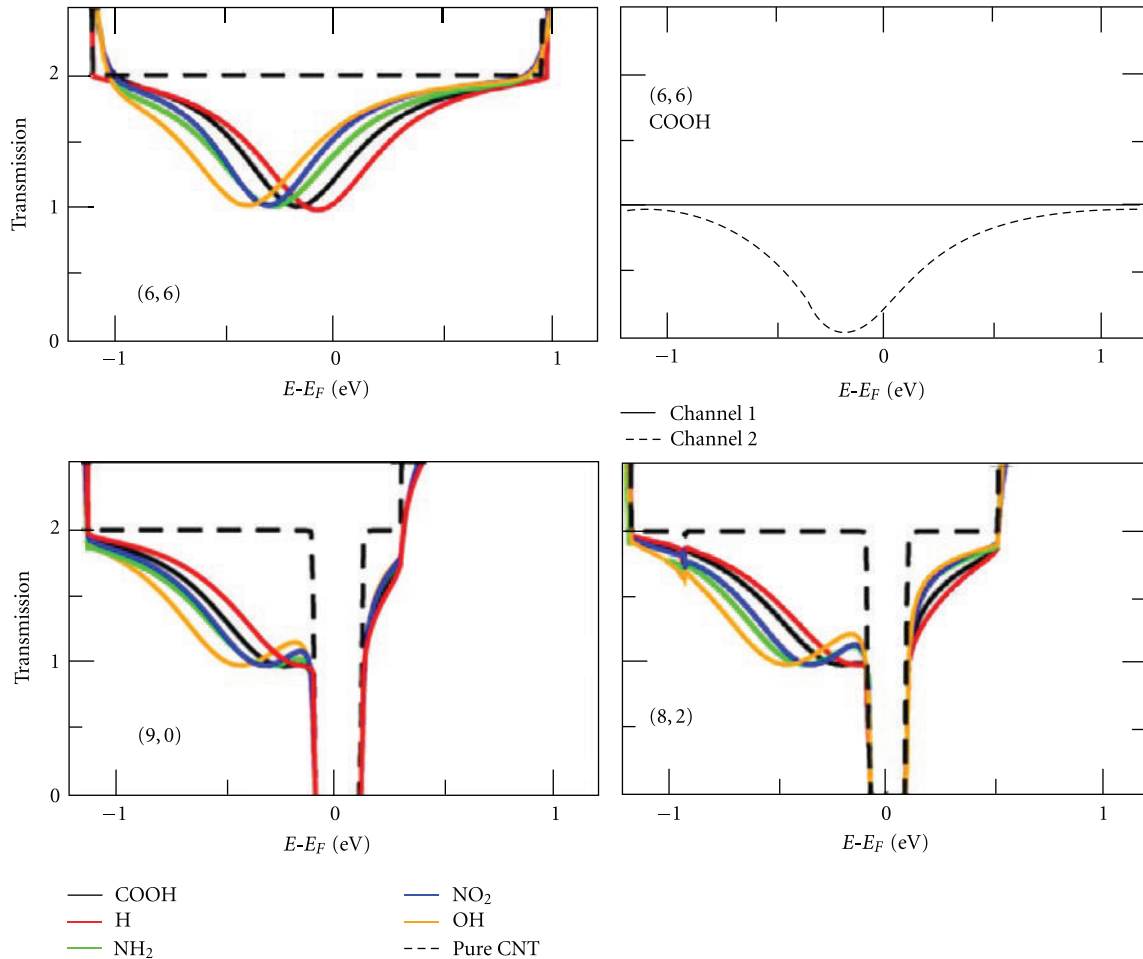 Transmission
2
1
0
(6, 6)
−1
0
1
E-E_F (eV)
(6, 6)
COOH
−1
0
1
E-E_F (eV)
Channel 1
Channel 2
Transmission
2
1
0
(9, 0)
−1
0
1
E-E_F (eV)
(8, 2)
−1
0
1
E-E_F (eV)
COOH
H
NH₂
NO₂
OH
Pure CNT